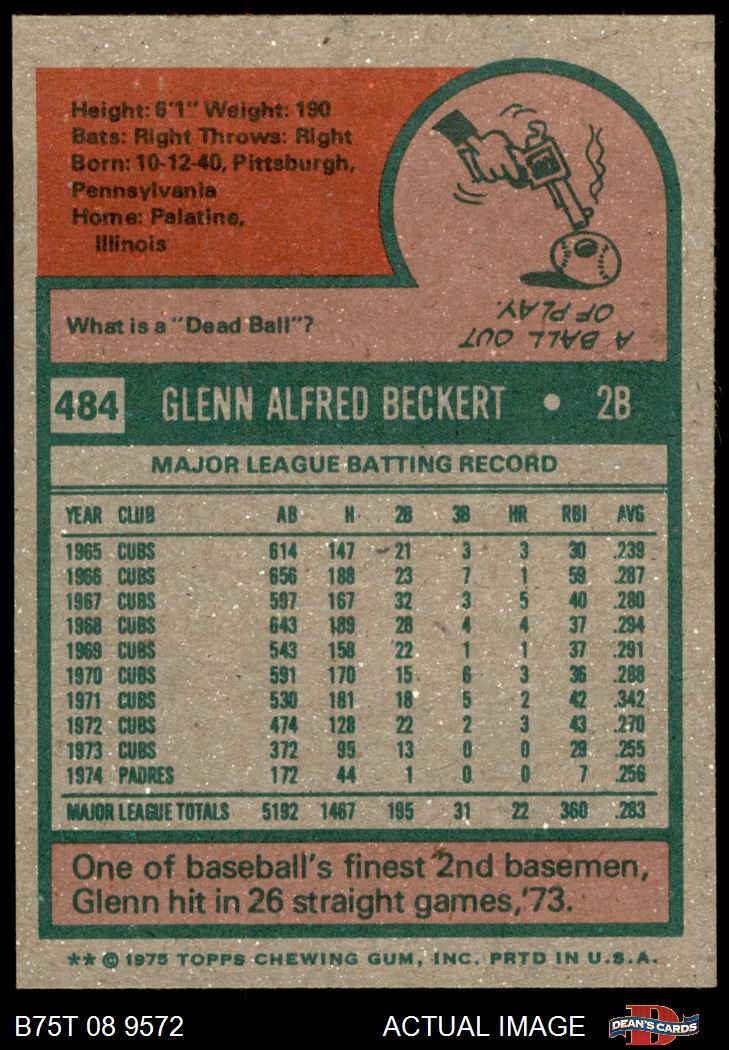 Height: 6'1" Weight: 190
Bats: Right Throws: Right
Born: 10-12-40, Pittsburgh,
Pennsylvania
Home: Palatine,
Illinois
What is a "Dead Ball"?
A BALL OUT
OF PLAY.
484 GLENN ALFRED BECKERT • 2B
MAJOR LEAGUE BATTING RECORD
YEAR CLUB AB H 2B 3B HR RBI AVG
1965 CUBS 614 147 21 3 3 30 .239
1966 CUBS 656 188 23 7 1 59 .287
1967 CUBS 597 167 32 3 5 40 .280
1968 CUBS 643 189 28 4 4 37 .294
1969 CUBS 543 158 22 1 1 37 .291
1970 CUBS 591 170 15 6 3 36 .288
1971 CUBS 530 181 18 5 2 42 .342
1972 CUBS 474 128 22 2 3 43 .270
1973 CUBS 372 95 13 0 0 29 .255
1974 PADRES 172 44 1 0 0 7 .256
MAJOR LEAGUE TOTALS 5192 1467 195 31 22 360 .283
One of baseball's finest 2nd basemen,
Glenn hit in 26 straight games,'73.
** © 1975 TOPPS CHEWING GUM, INC. PRTD IN U.S.A.
B75T 08 9572 ACTUAL IMAGE DEAN'S CARDS